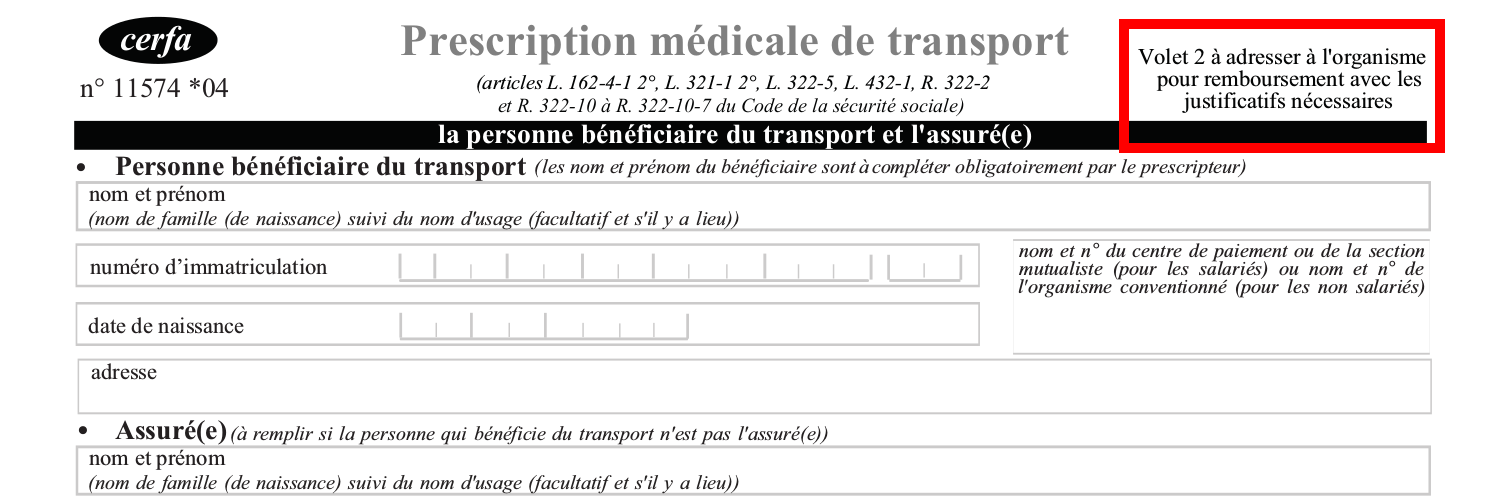 cerfa
n° 11574 *04
Prescription médicale de transport
(articles L. 162-4-1 2°, L. 321-1 2°, L. 322-5, L. 432-1, R. 322-2
et R. 322-10 à R. 322-10-7 du Code de la sécurité sociale)
Volet 2 à adresser à l'organisme
pour remboursement avec les
justificatifs nécessaires
la personne bénéficiaire du transport et l'assuré(e)
• Personne bénéficiaire du transport (les nom et prénom du bénéficiaire sont à compléter obligatoirement par le prescripteur)
nom et prénom
(nom de famille (de naissance) suivi du nom d'usage (facultatif et s'il y a lieu))
numéro d’immatriculation
nom et n° du centre de paiement ou de la section
mutualiste (pour les salariés) ou nom et n° de
l'organisme conventionné (pour les non salariés)
date de naissance
adresse
• Assuré(e) (à remplir si la personne qui bénéficie du transport n'est pas l'assuré(e))
nom et prénom
(nom de famille (de naissance) suivi du nom d'usage (facultatif et s'il y a lieu))